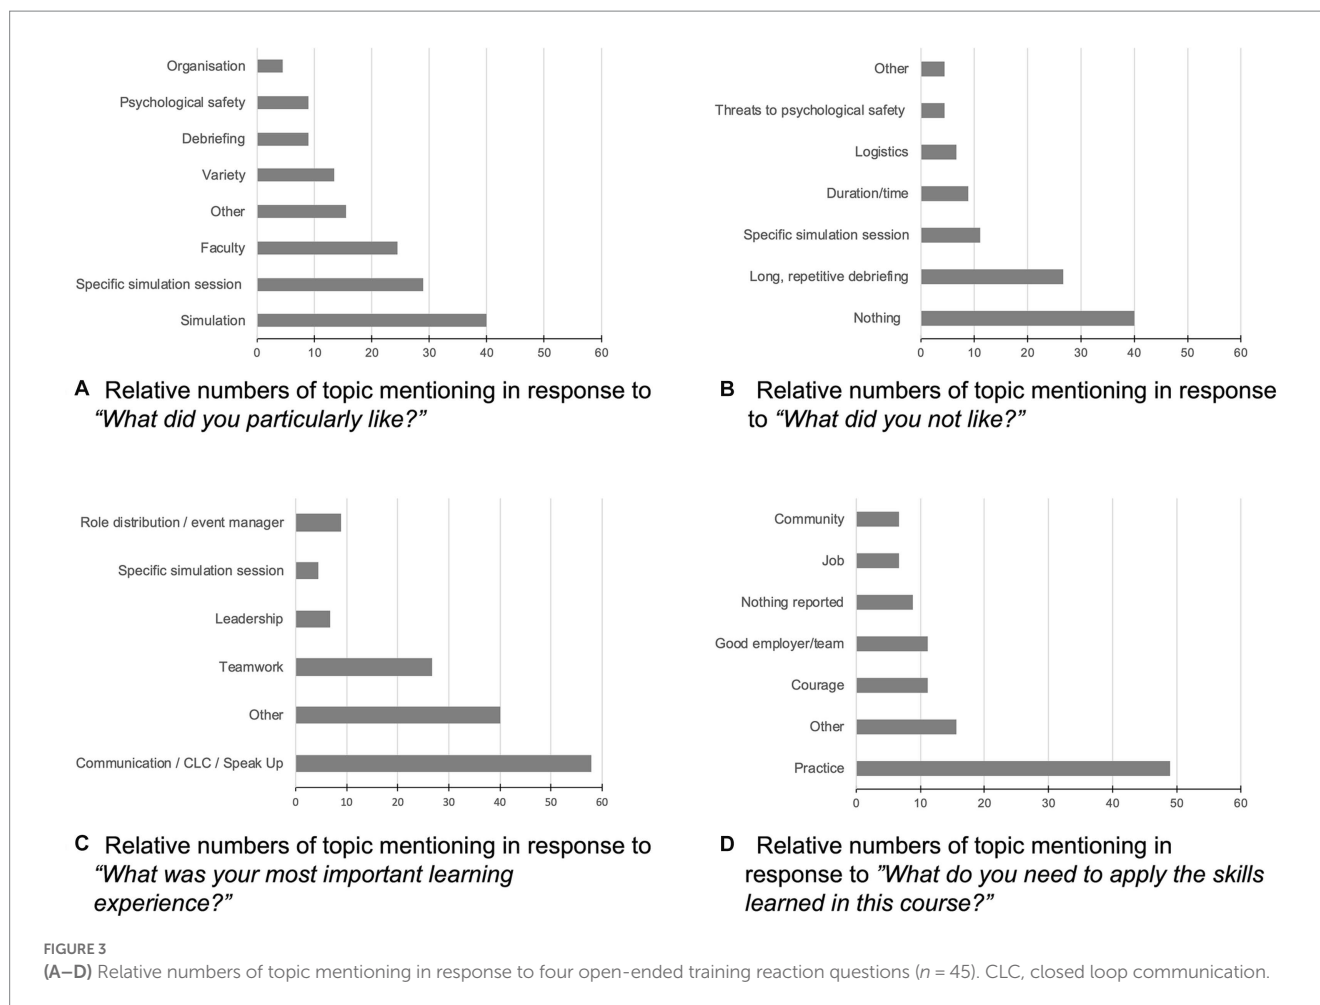 Organisation
Psychological safety
Debriefing
Variety
Other
Faculty
Specific simulation session
Simulation
0 10 20 30 40 50 60
A Relative numbers of topic mentioning in response to
“What did you particularly like?”
Other
Threats to psychological safety
Logistics
Duration/time
Specific simulation session
Long, repetitive debriefing
Nothing
0 10 20 30 40 50 60
B Relative numbers of topic mentioning in response
to “What did you not like?”
Role distribution / event manager
Specific simulation session
Leadership
Teamwork
Other
Communication / CLC / Speak Up
0 10 20 30 40 50 60
C Relative numbers of topic mentioning in response to
“What was your most important learning
experience?”
Community
Job
Nothing reported
Good employer/team
Courage
Other
Practice
0 10 20 30 40 50 60
D Relative numbers of topic mentioning in
response to ”What do you need to apply the skills
learned in this course?”
FIGURE 3
(A–D) Relative numbers of topic mentioning in response to four open-ended training reaction questions (n = 45). CLC, closed loop communication.